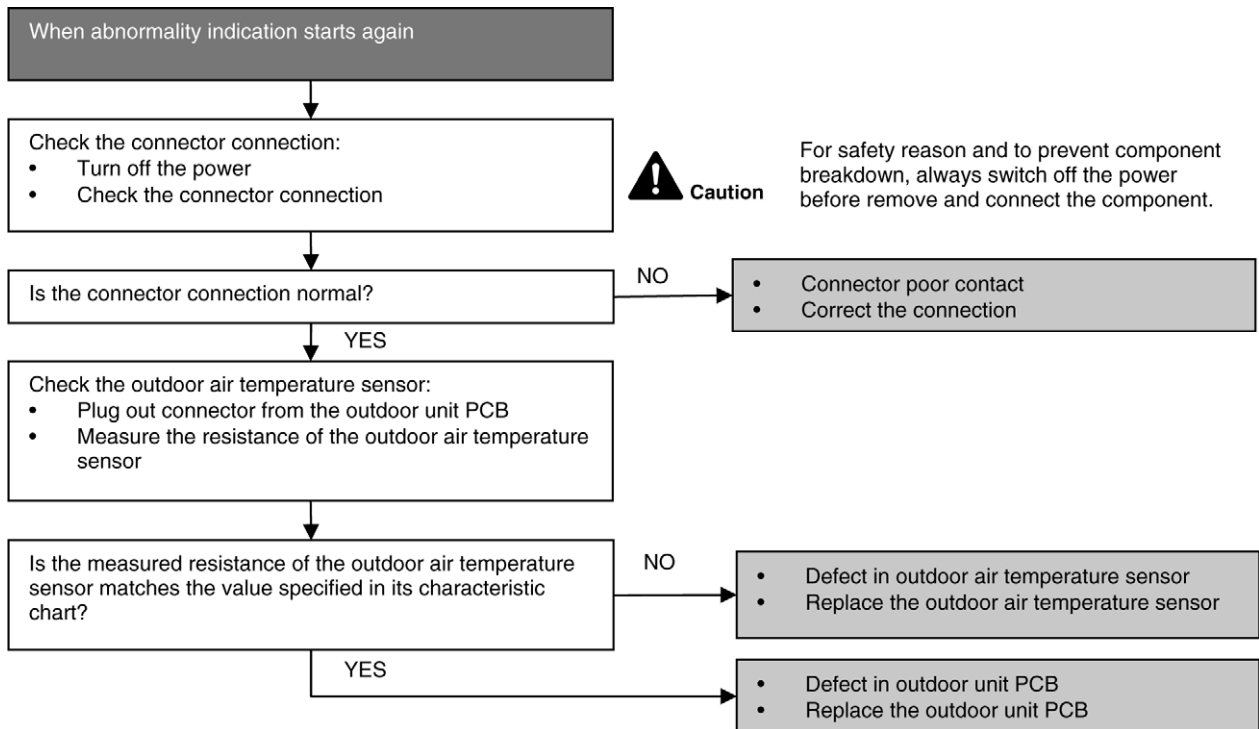 When abnormality indication starts again
Check the connector connection:
• Turn off the power
• Check the connector connection
Caution
For safety reason and to prevent component
breakdown, always switch off the power
before remove and connect the component.
Is the connector connection normal?
NO
• Connector poor contact
• Correct the connection
YES
Check the outdoor air temperature sensor:
• Plug out connector from the outdoor unit PCB
• Measure the resistance of the outdoor air temperature
sensor
Is the measured resistance of the outdoor air temperature
sensor matches the value specified in its characteristic
chart?
NO
• Defect in outdoor air temperature sensor
• Replace the outdoor air temperature sensor
YES
• Defect in outdoor unit PCB
• Replace the outdoor unit PCB